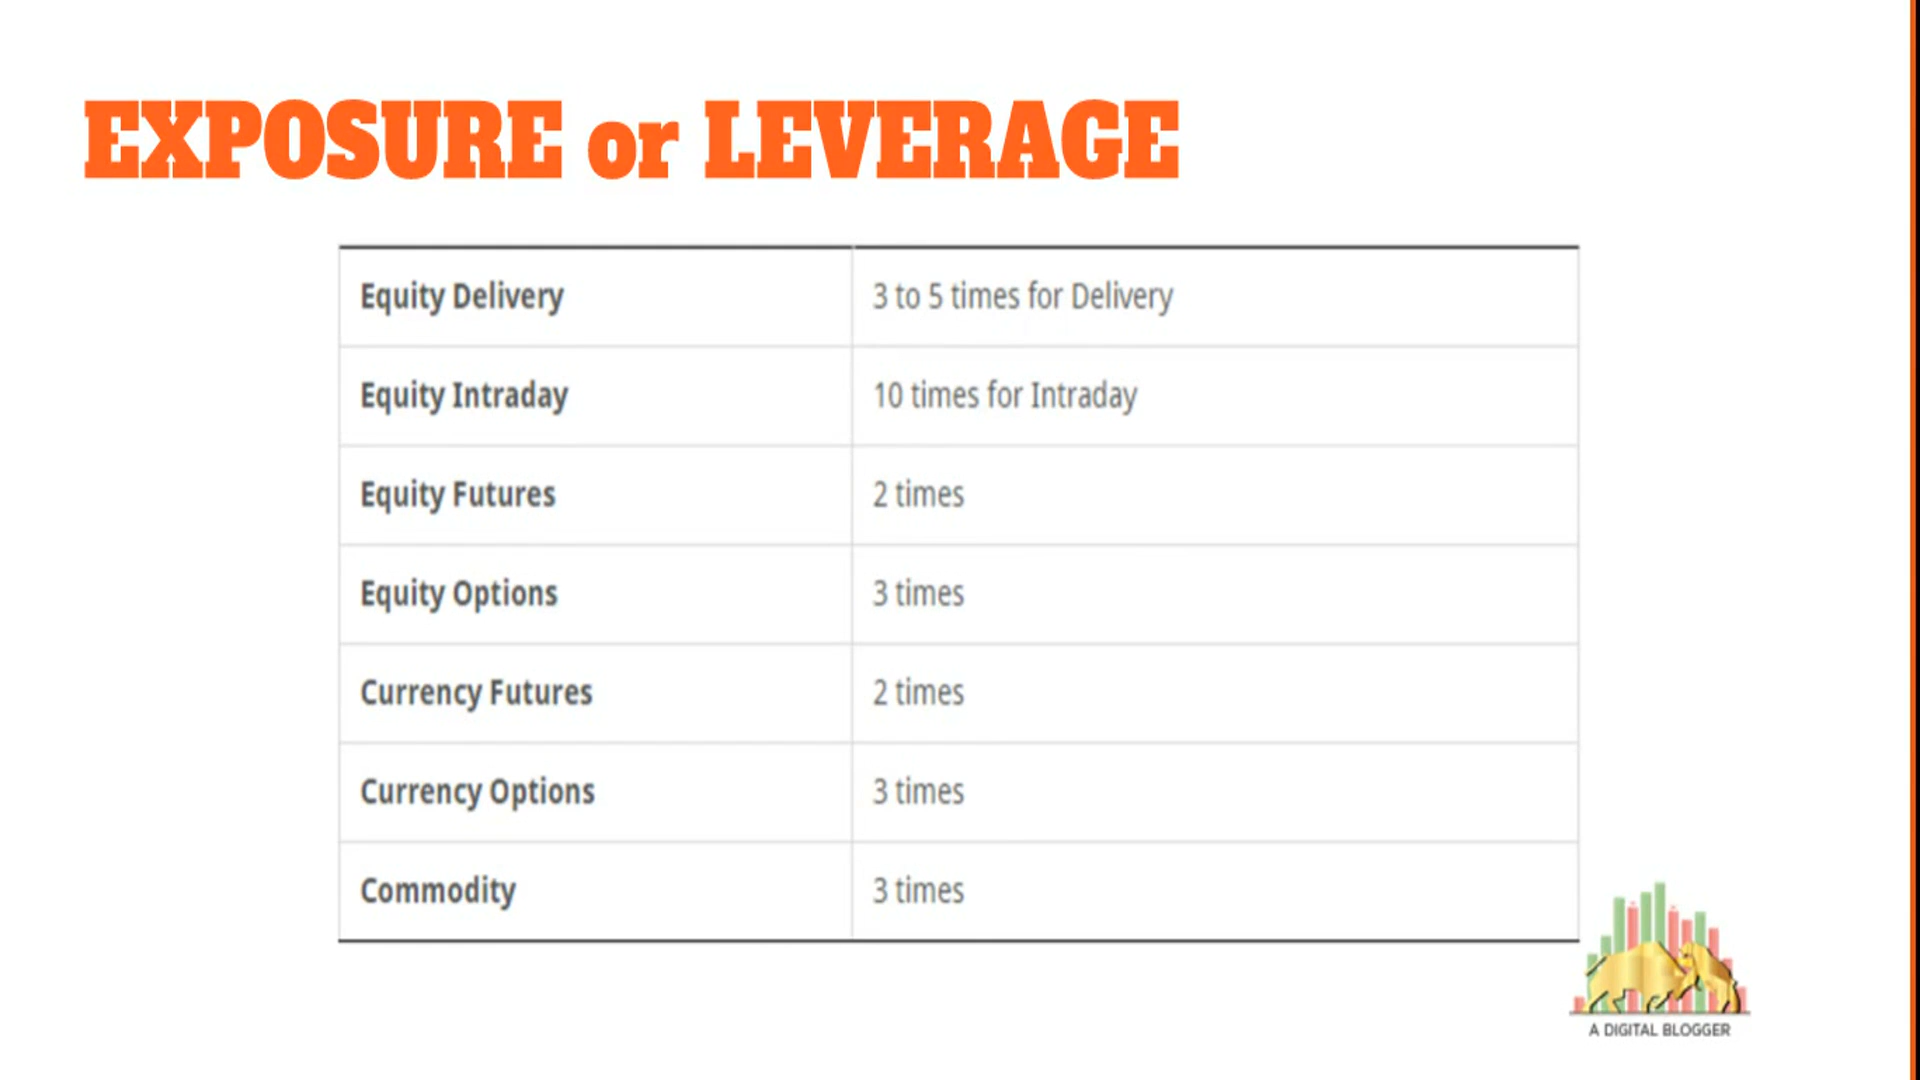 EXPOSURE or LEVERAGE
Equity Delivery 3 to 5 times for Delivery
Equity Intraday 10 times for Intraday
Equity Futures 2 times
Equity Options 3 times
Currency Futures 2 times
Currency Options 3 times
Commodity 3 times
A DIGITAL BLOGGER